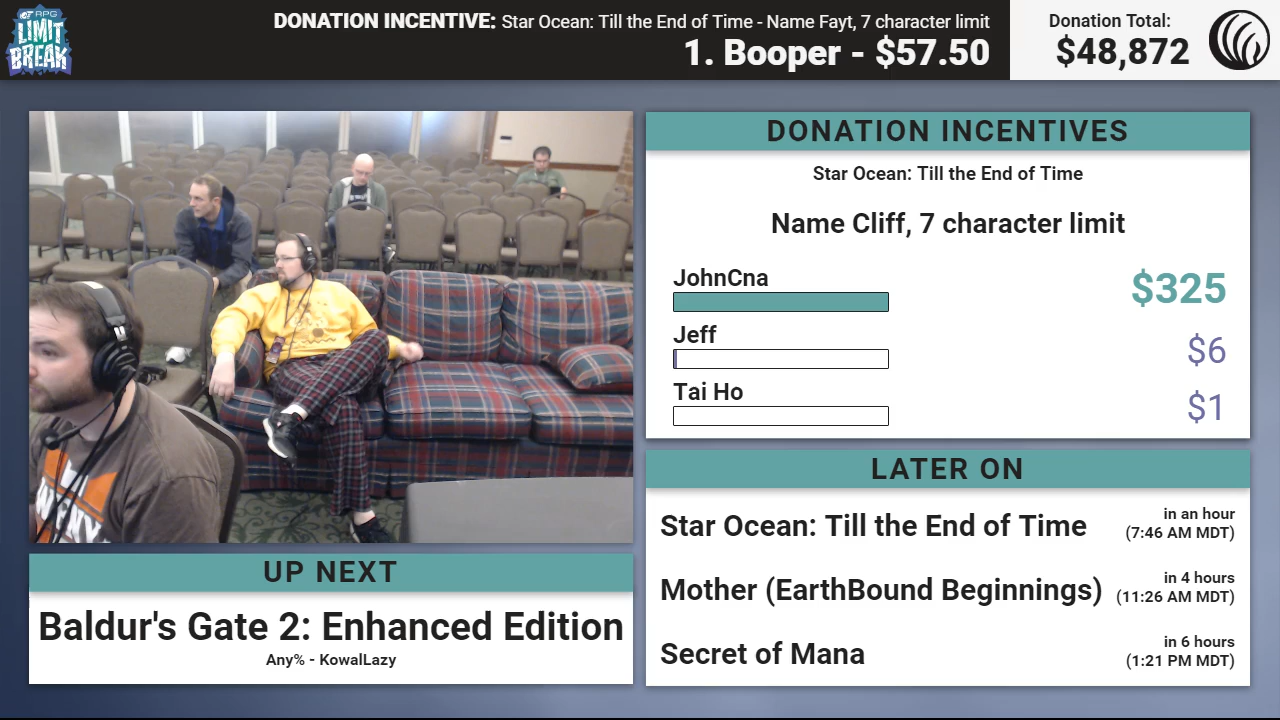 RPG
LIMIT
BREAK
DONATION INCENTIVE: Star Ocean: Till the End of Time - Name Fayt, 7 character limit
1. Booper - $57.50
Donation Total:
$48,872
DONATION INCENTIVES
Star Ocean: Till the End of Time
Name Cliff, 7 character limit
JohnCna
$325
Jeff
$6
Tai Ho
$1
LATER ON
Star Ocean: Till the End of Time
in an hour
(7:46 AM MDT)
Mother (EarthBound Beginnings)
in 4 hours
(11:26 AM MDT)
Secret of Mana
in 6 hours
(1:21 PM MDT)
UP NEXT
Baldur's Gate 2: Enhanced Edition
Any% - KowalLazy